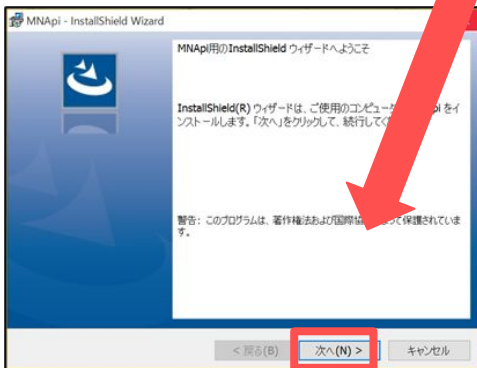 MNApi - InstallShield Wizard
MNApi用のInstallShield ウィザードへようこそ
InstallShield(R) ウィザードは、ご使用のコンピュータ pi をイ
ンストールします。「次へ」をクリックして、続行してく
警告: このプログラムは、著作権法および国際協 って保護されていま
す。
< 戻る(B)
次へ(N) >
キャンセル